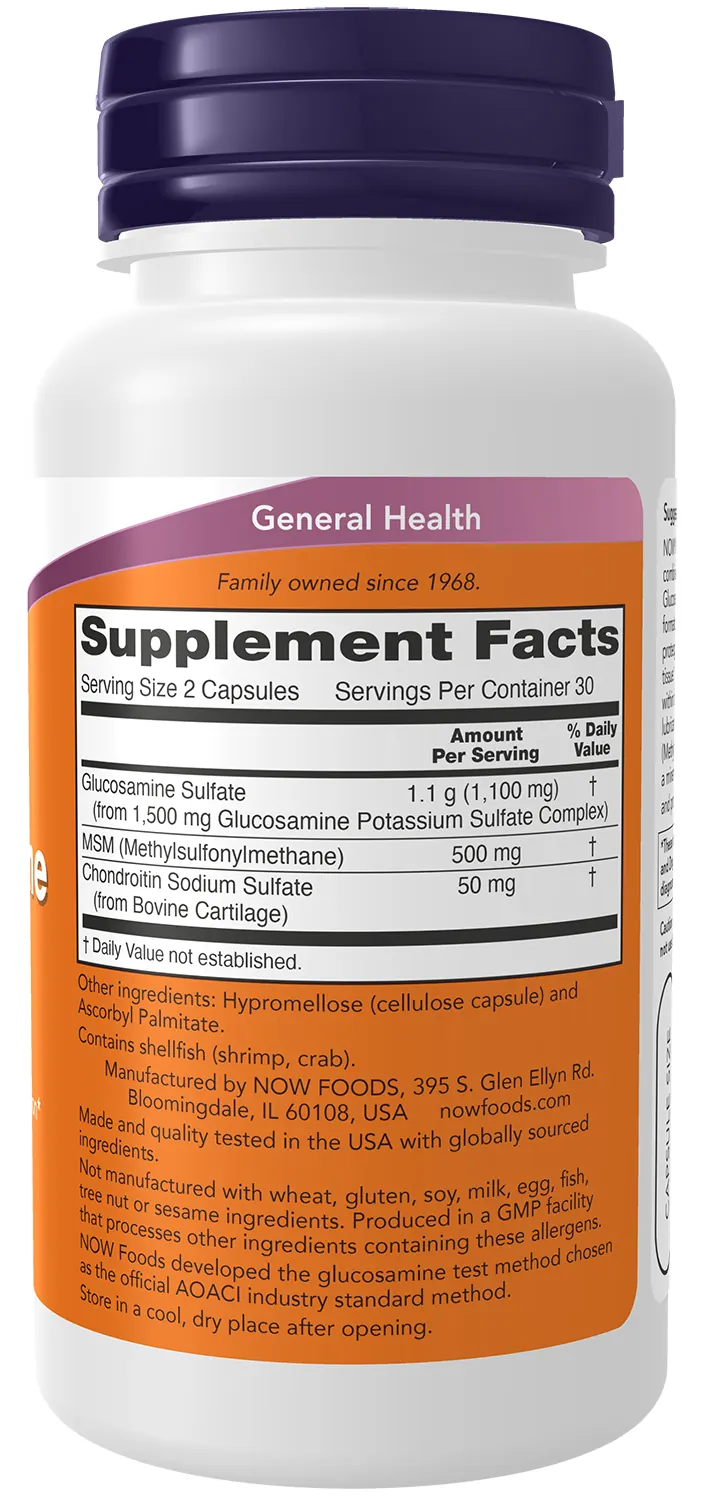 General Health
Family owned since 1968.
Supplement Facts
Serving Size 2 Capsules Servings Per Container 30
Amount Per Serving % Daily Value
Glucosamine Sulfate 1.1 g (1,100 mg) †
(from 1,500 mg Glucosamine Potassium Sulfate Complex)
MSM (Methylsulfonylmethane) 500 mg †
Chondroitin Sodium Sulfate 50 mg †
(from Bovine Cartilage)
† Daily Value not established.
Other ingredients: Hypromellose (cellulose capsule) and
Ascorbyl Palmitate.
Contains shellfish (shrimp, crab).
Manufactured by NOW FOODS, 395 S. Glen Ellyn Rd.
Bloomingdale, IL 60108, USA nowfoods.com
Made and quality tested in the USA with globally sourced
ingredients.
Not manufactured with wheat, gluten, soy, milk, egg, fish,
tree nut or sesame ingredients. Produced in a GMP facility
that processes other ingredients containing these allergens.
NOW Foods developed the glucosamine test method chosen
as the official AOACI industry standard method.
Store in a cool, dry place after opening.
CAPSULE SIZE